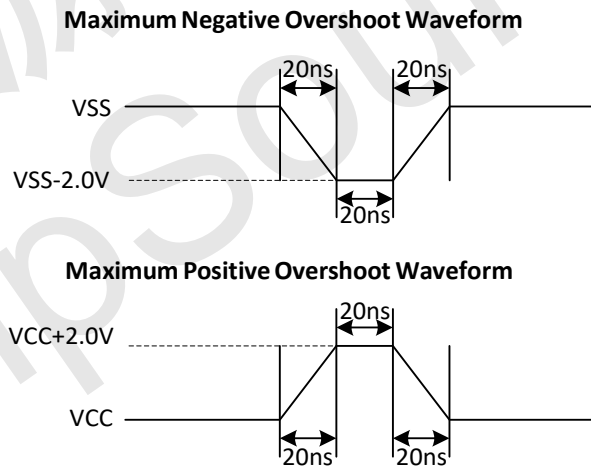 Maximum Negative Overshoot Waveform
20ns 20ns
VSS
VSS-2.0V
20ns
Maximum Positive Overshoot Waveform
20ns
VCC+2.0V
VCC
20ns 20ns